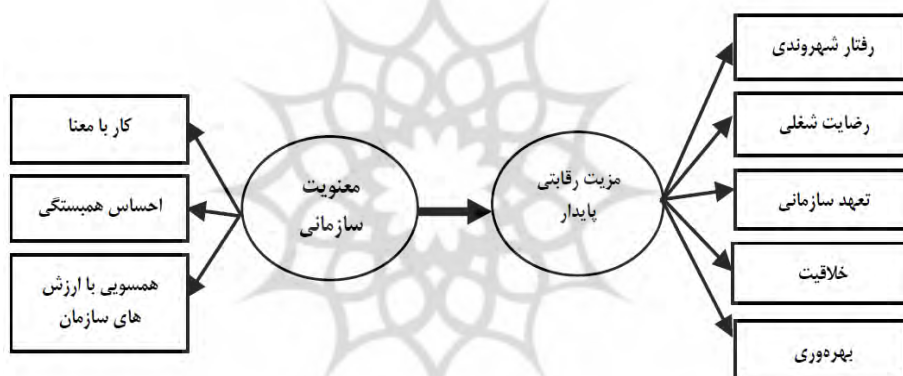 رفتار شهروندی
رضایت شغلی
تعهد سازمانی
خلاقیت
بهره‌وری
مزیت رقابتی
پایدار
معنویت
سازمانی
کار با معنا
احساس همبستگی
همسویی با ارزش
های سازمان